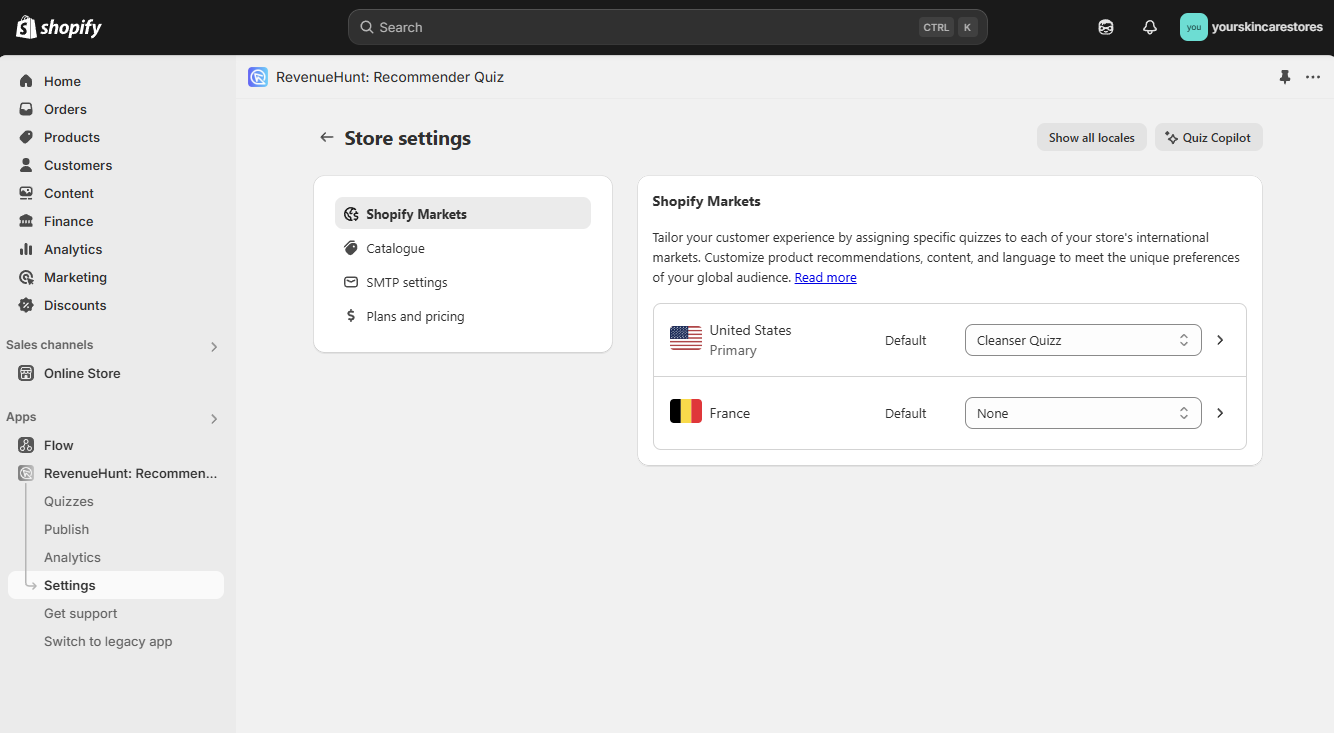 shopify
Search
CTRL K
you
yourskincarestores
Home
Orders
Products
Customers
Content
Finance
Analytics
Marketing
Discounts
Sales channels
Online Store
Apps
Flow
RevenueHunt: Recommen...
Quizzes
Publish
Analytics
Settings
Get support
Switch to legacy app
RevenueHunt: Recommender Quiz
Store settings
Show all locales
Quiz Copilot
Shopify Markets
Catalogue
SMTP settings
Plans and pricing
Shopify Markets
Tailor your customer experience by assigning specific quizzes to each of your store's international
markets. Customize product recommendations, content, and language to meet the unique preferences
of your global audience. Read more
United States
Primary
Default
Cleanser Quizz
France
Default
None